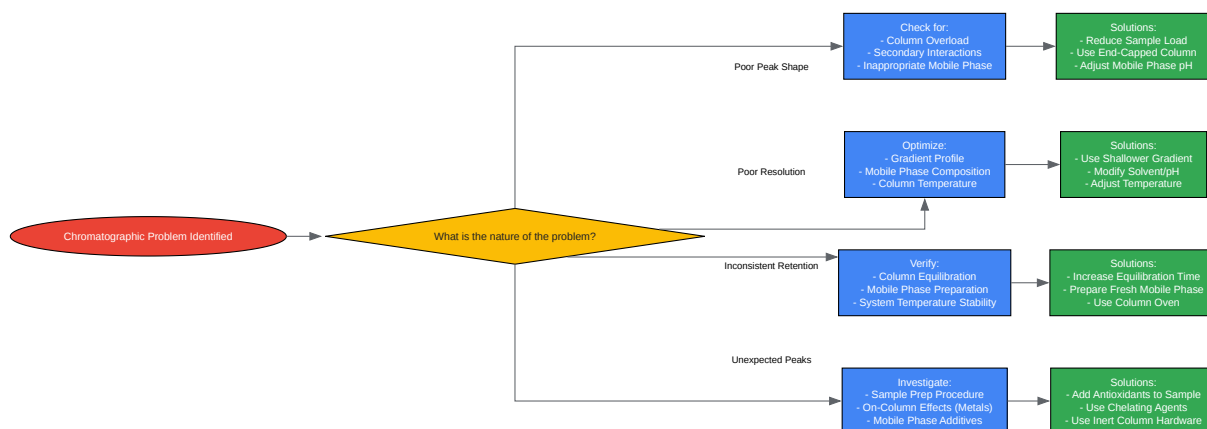 Chromatographic Problem Identified
What is the nature of the problem?
Poor Peak Shape
Check for:
- Column Overload
- Secondary Interactions
- Inappropriate Mobile Phase
Solutions:
- Reduce Sample Load
- Use End-Capped Column
- Adjust Mobile Phase pH
Poor Resolution
Optimize:
- Gradient Profile
- Mobile Phase Composition
- Column Temperature
Solutions:
- Use Shallower Gradient
- Modify Solvent/pH
- Adjust Temperature
Inconsistent Retention
Verify:
- Column Equilibration
- Mobile Phase Preparation
- System Temperature Stability
Solutions:
- Increase Equilibration Time
- Prepare Fresh Mobile Phase
- Use Column Oven
Unexpected Peaks
Investigate:
- Sample Prep Procedure
- On-Column Effects (Metals)
- Mobile Phase Additives
Solutions:
- Add Antioxidants to Sample
- Use Chelating Agents
- Use Inert Column Hardware